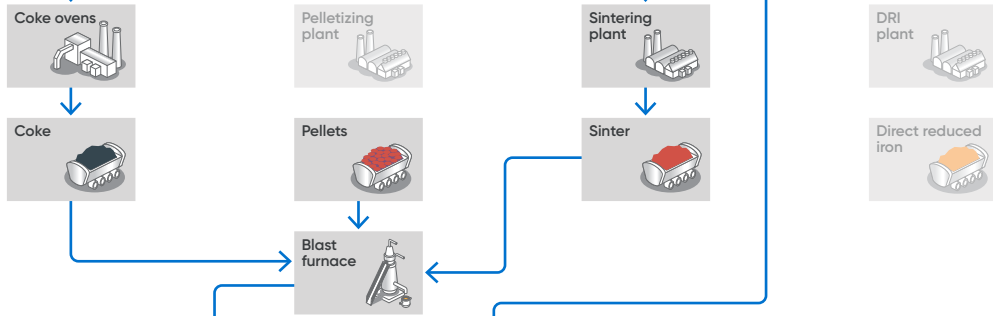 Coke ovens
Pelletizing
plant
Sintering
plant
DRI
plant
Coke
Pellets
Sinter
Direct reduced
iron
Blast
furnace